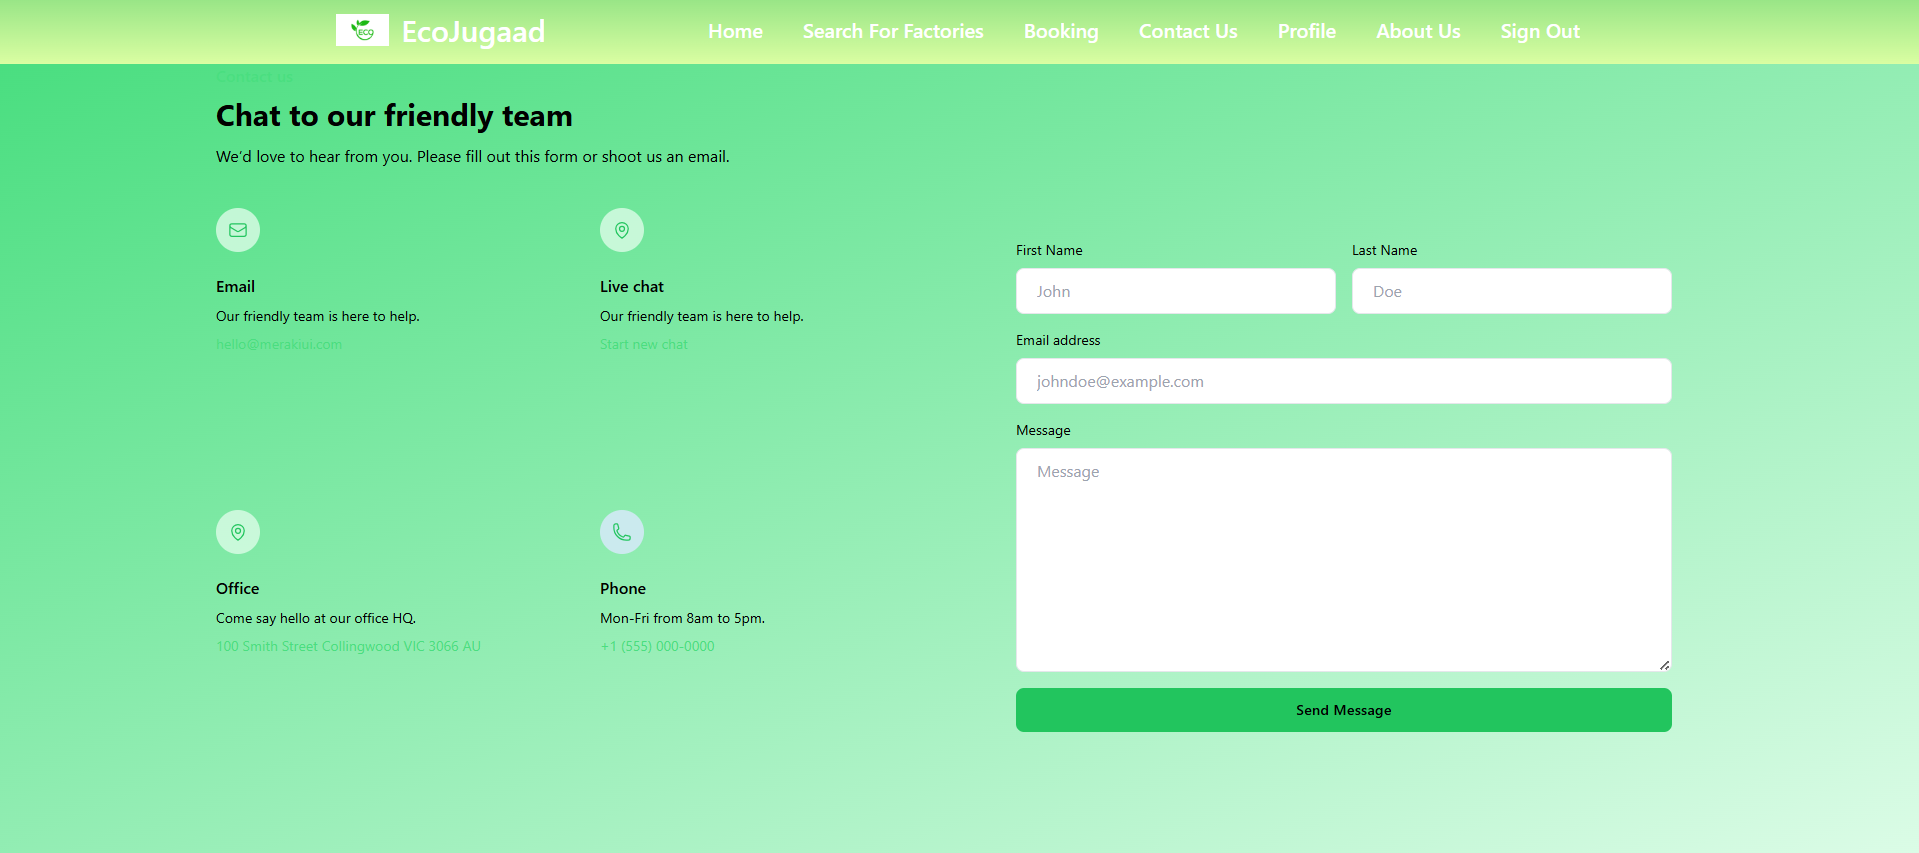 ECO EcoJugaad Home Search For Factories Booking Contact Us Profile About Us Sign Out
Contact us
Chat to our friendly team
We’d love to hear from you. Please fill out this form or shoot us an email.
Email
Our friendly team is here to help.
hello@merakiui.com
Live chat
Our friendly team is here to help.
Start new chat
Office
Come say hello at our office HQ.
100 Smith Street Collingwood VIC 3066 AU
Phone
Mon-Fri from 8am to 5pm.
+1 (555) 000-0000
First Name Last Name
John Doe
Email address
johndoe@example.com
Message
Message
Send Message